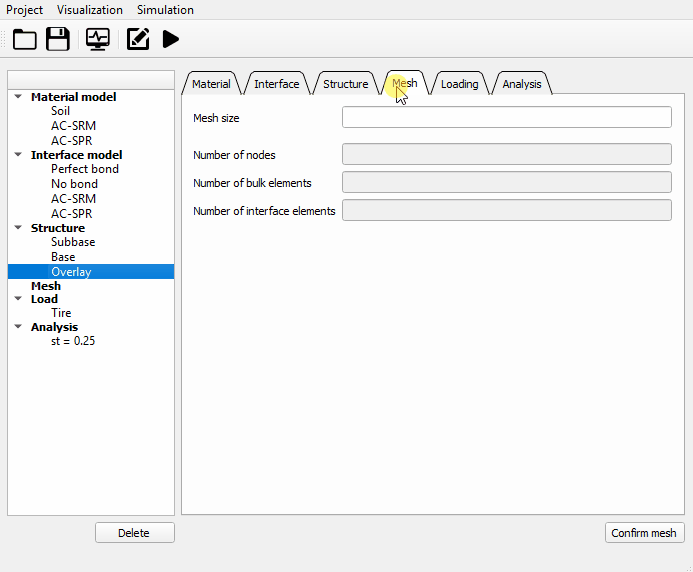 Project Visualization Simulation
Material Interface Structure Mesh Loading Analysis
Material model
Soil
AC-SRM
AC-SPR
Interface model
Perfect bond
No bond
AC-SRM
AC-SPR
Structure
Subbase
Base
Overlay
Mesh
Load
Tire
Analysis
st = 0.25
Delete
Mesh size
Number of nodes
Number of bulk elements
Number of interface elements
Confirm mesh